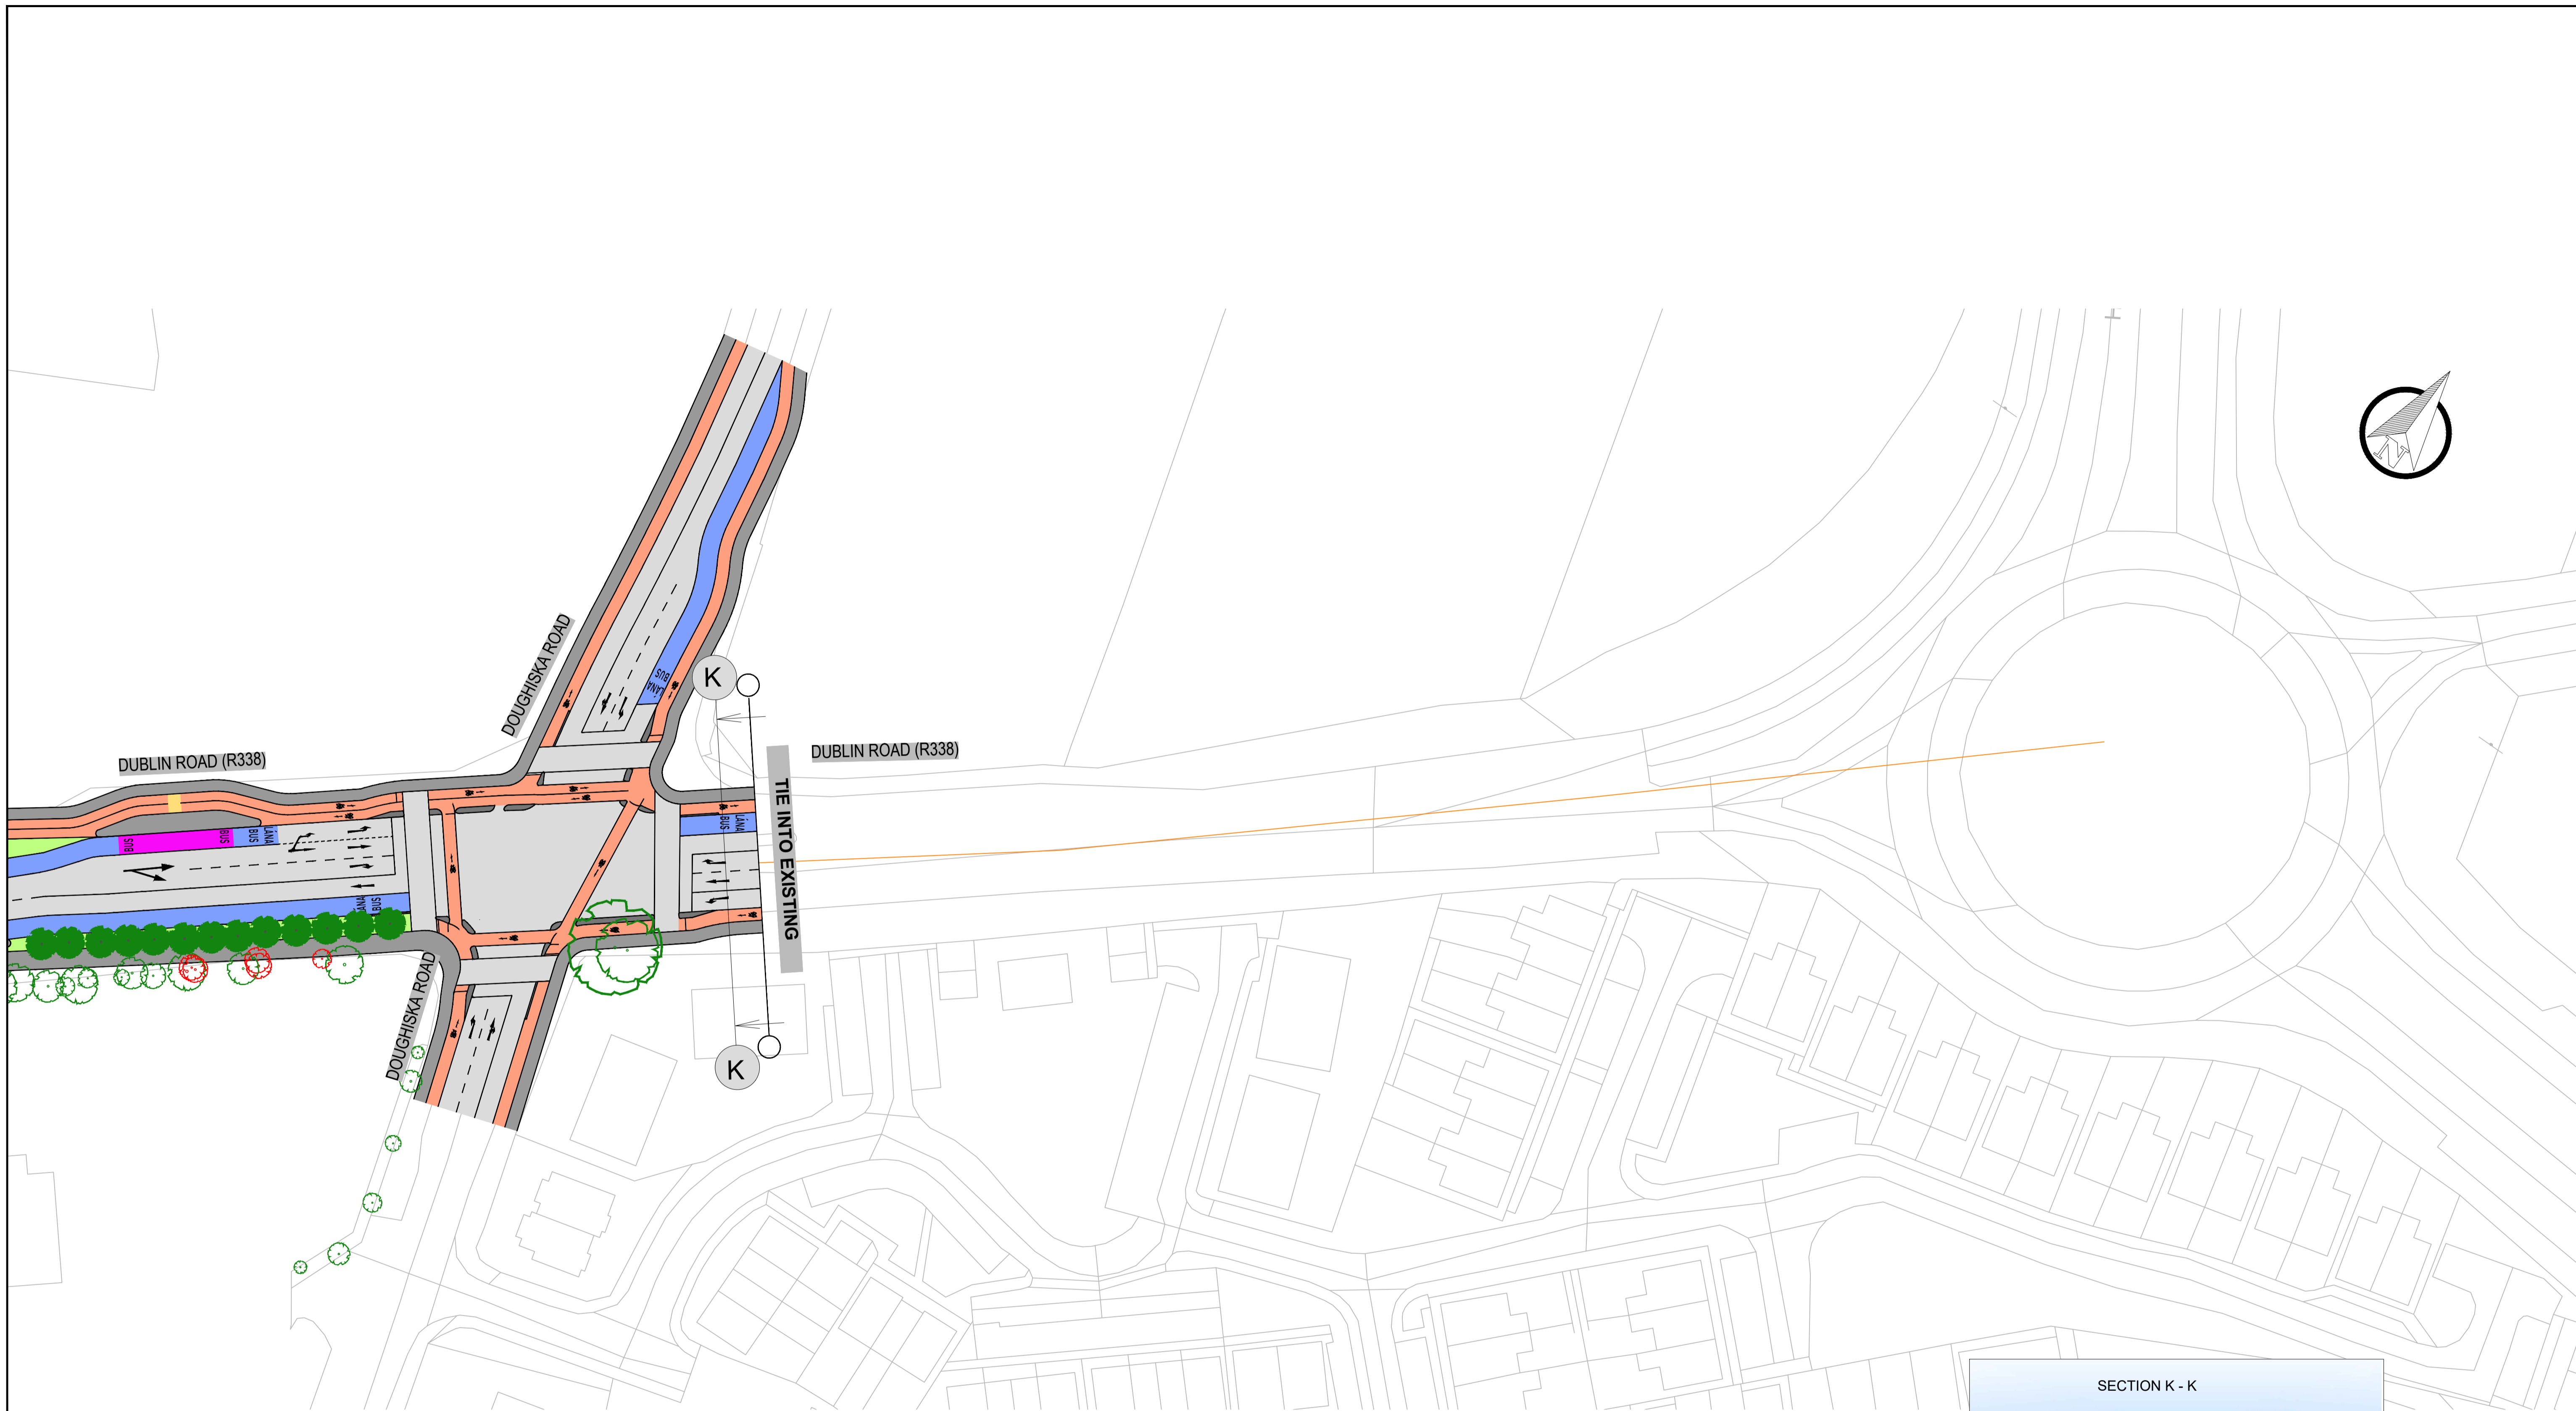 DOUGHISKA ROAD
BUS
LÁNA
K
DUBLIN ROAD (R338)
DUBLIN ROAD (R338)
TIE INTO EXISTING
BUS
BUS
BUS
LÁNA
BUS
LÁNA
LÁNA
BUS
DOUGHISKA ROAD
K
N
SECTION K - K